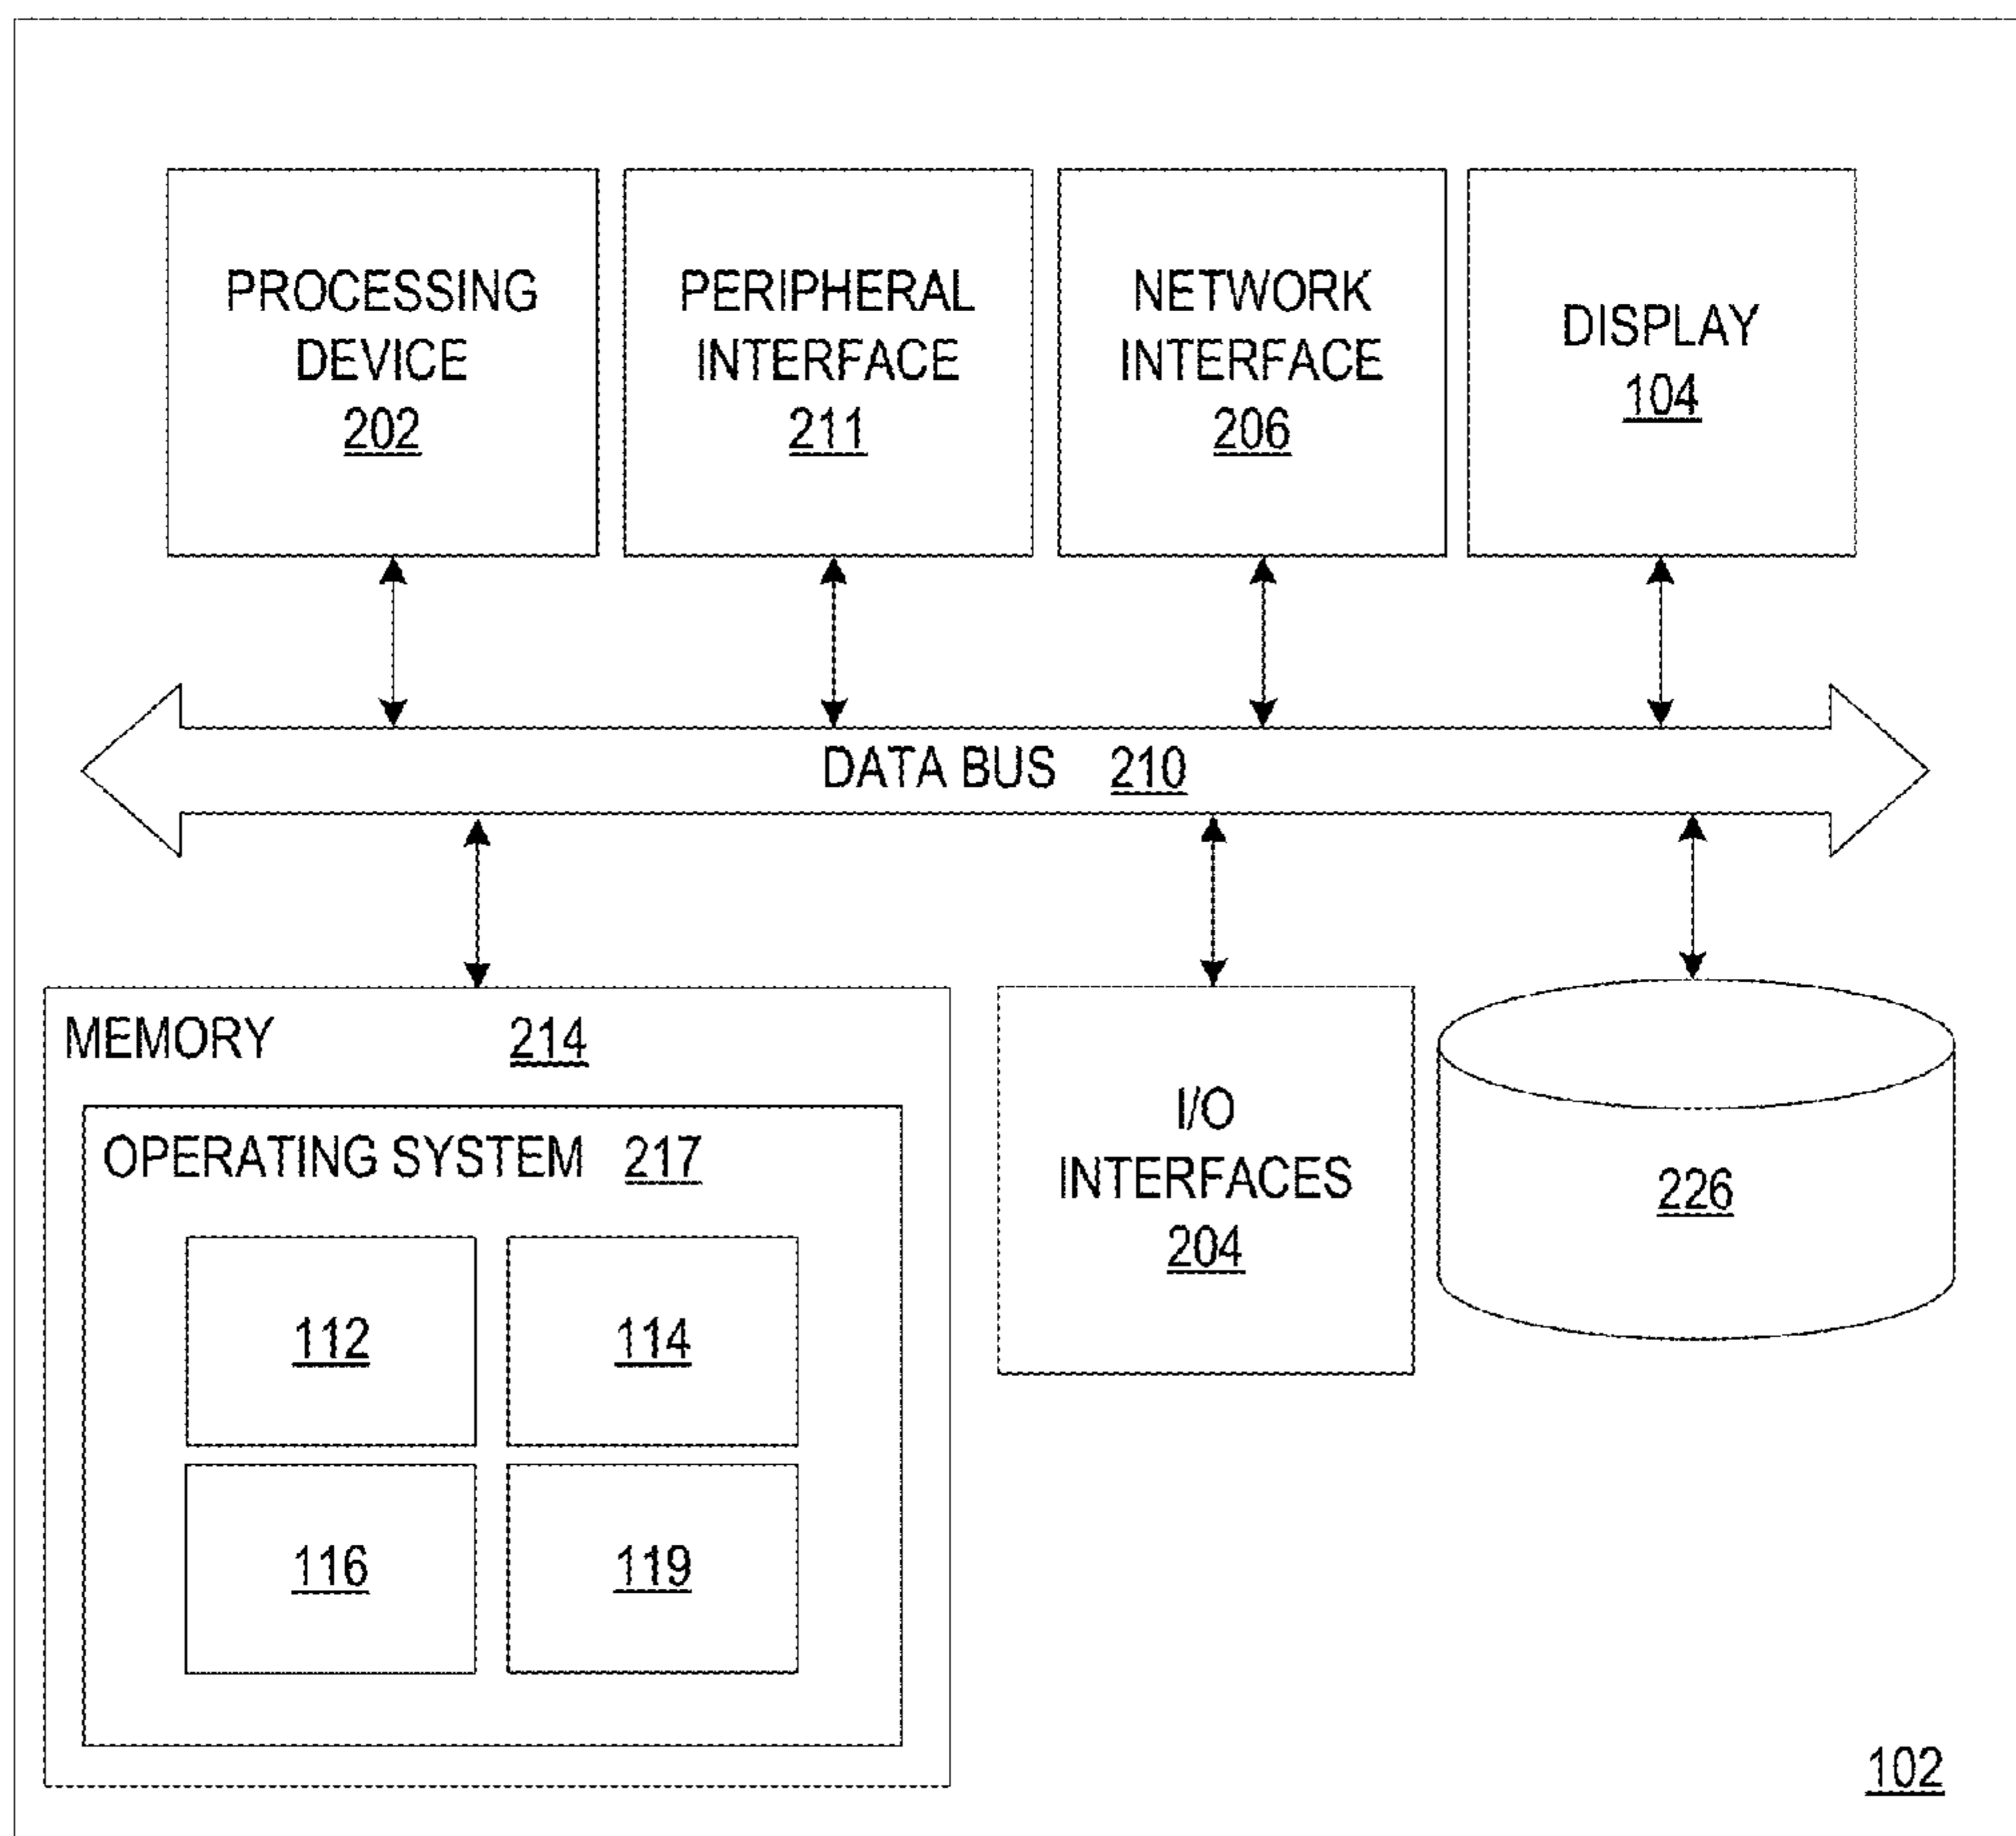 PROCESSING
DEVICE
202
PERIPHERAL
INTERFACE
211
NETWORK
INTERFACE
206
DISPLAY
104
DATA BUS 210
MEMORY 214
OPERATING SYSTEM 217
112
114
116
119
I/O
INTERFACES
204
226
102